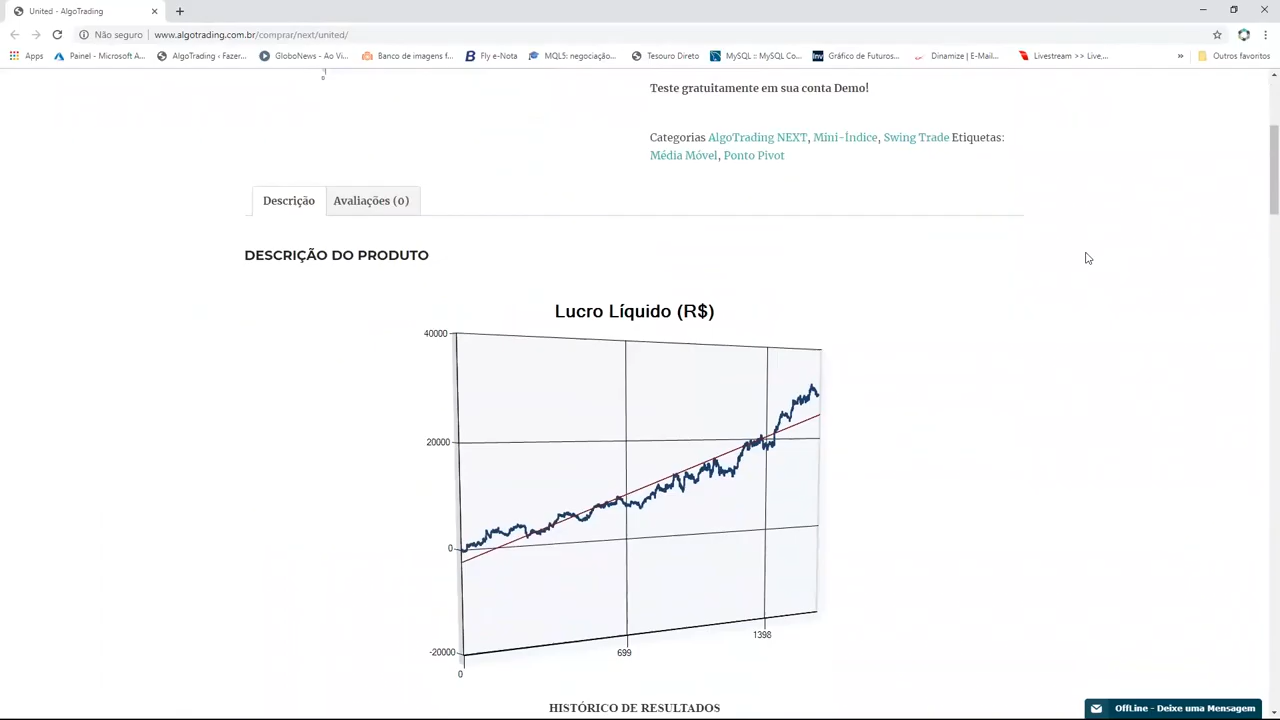 United - AlgoTrading
Não seguro | www.algotrading.com.br/comprar/next/united/
Apps Painel - Microsoft A... AlgoTrading ‹ Fazer... GloboNews - Ao Vi... Banco de imagens f... Fly e-Nota MQL5: negociação... Tesouro Direto MySQL :: MySQL Co... Inv Gráfico de Futuros... Dinamize | E-Mail... Livestream >> Live,... » Outros favoritos
0
Teste gratuitamente em sua conta Demo!
Categorias AlgoTrading NEXT, Mini-Índice, Swing Trade Etiquetas:
Média Móvel, Ponto Pivot
Descrição Avaliações (0)
DESCRIÇÃO DO PRODUTO
Lucro Líquido (R$)
40000
20000
0
-20000
0 699 1398
HISTÓRICO DE RESULTADOS
OffLine - Deixe uma Mensagem